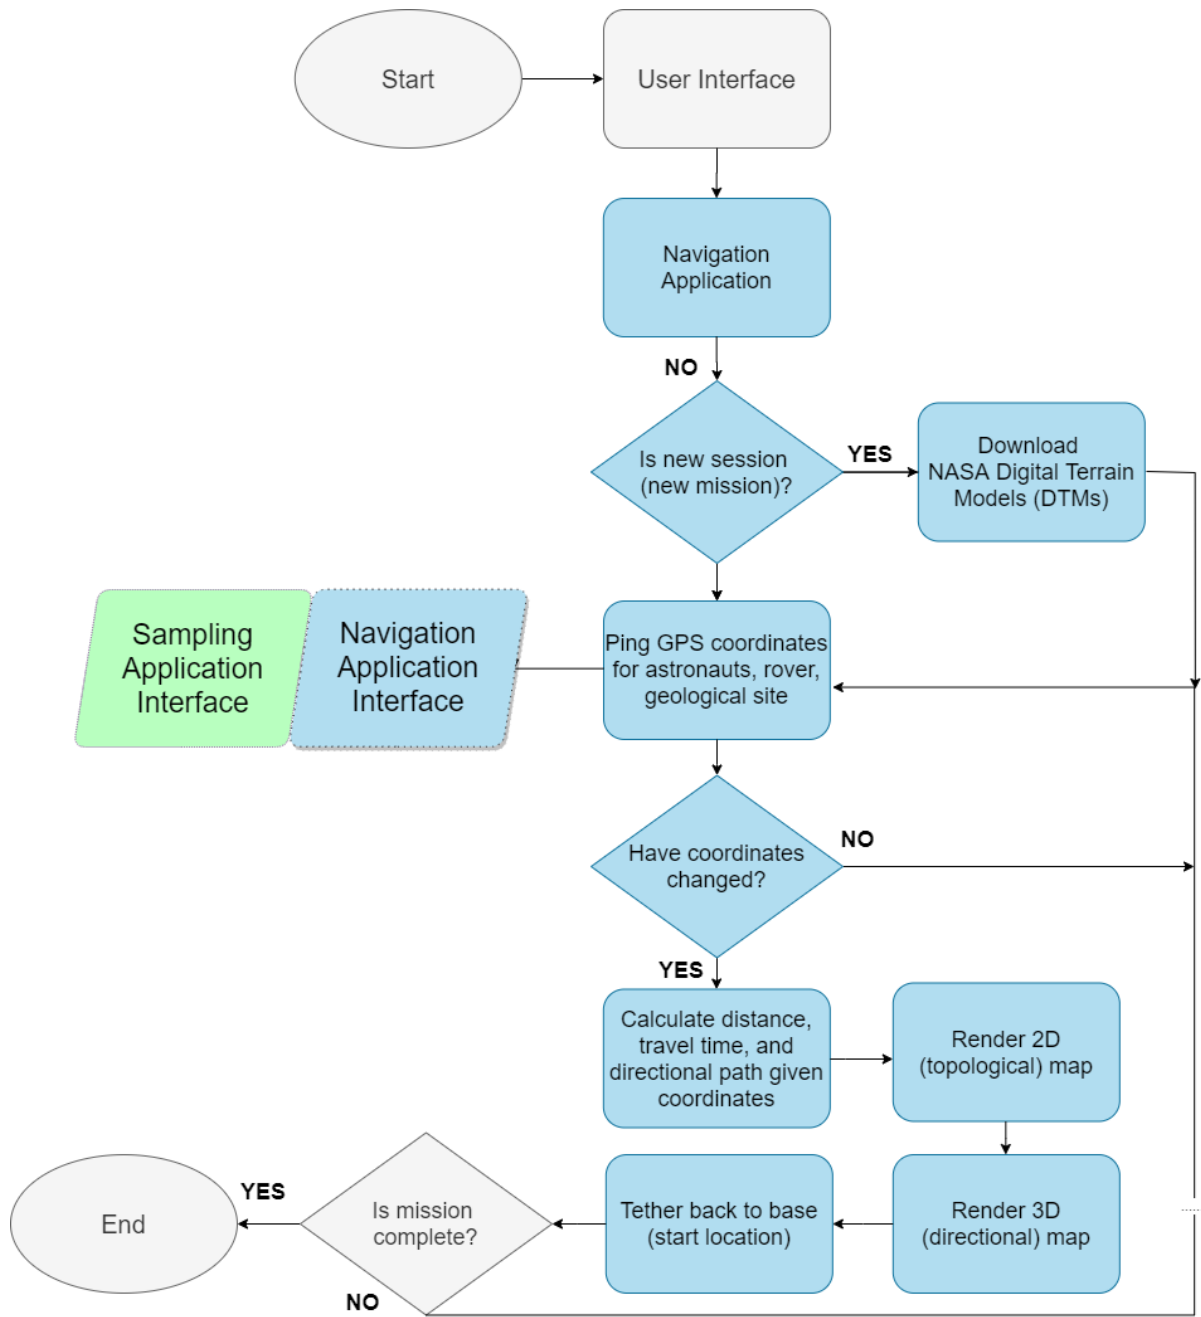 Start
User Interface
Navigation
Application
NO
Is new session
(new mission)?
YES
Download
NASA Digital Terrain
Models (DTMs)
Sampling
Application
Interface
Navigation
Application
Interface
Ping GPS coordinates
for astronauts, rover,
geological site
Have coordinates
changed?
NO
YES
Calculate distance,
travel time, and
directional path given
coordinates
Render 2D
(topological) map
Render 3D
(directional) map
Tether back to base
(start location)
Is mission
complete?
YES
End
NO